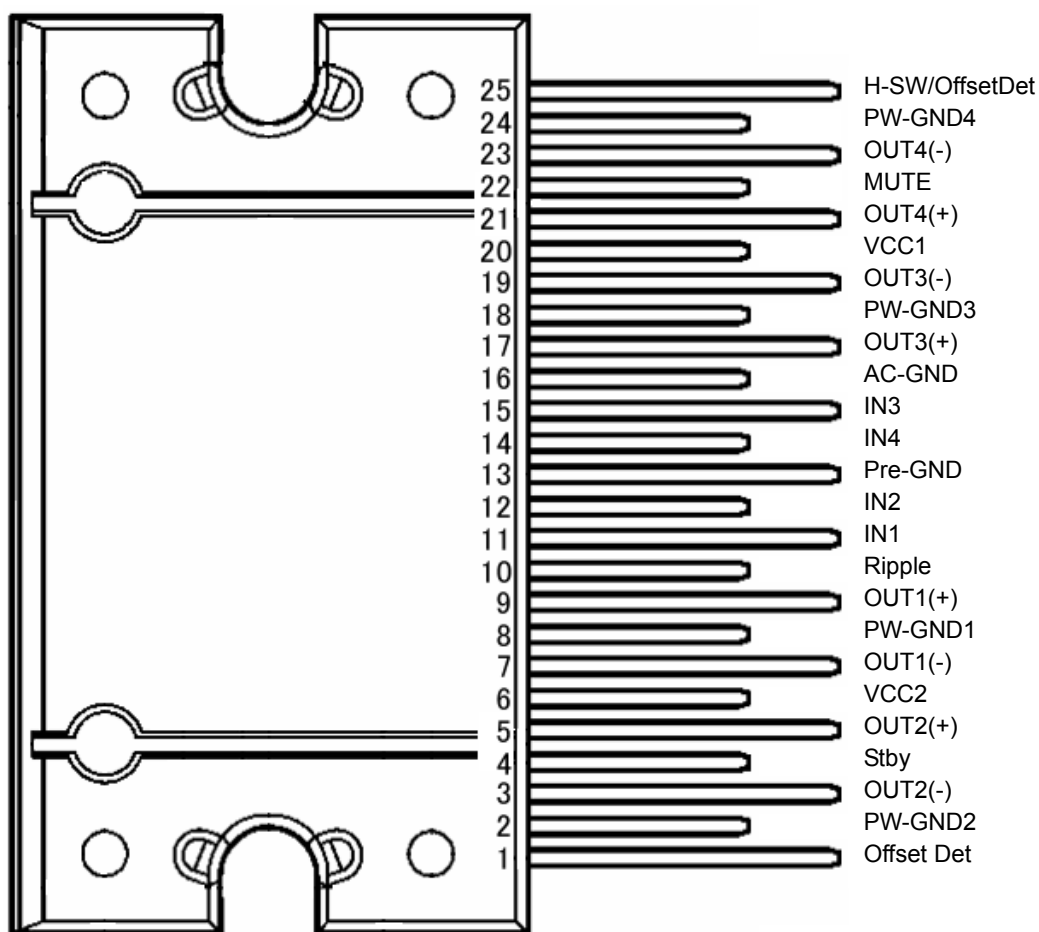 25 H-SW/OffsetDet
24 PW-GND4
23 OUT4(-)
22 MUTE
21 OUT4(+)
20 VCC1
19 OUT3(-)
18 PW-GND3
17 OUT3(+)
16 AC-GND
15 IN3
14 IN4
13 Pre-GND
12 IN2
11 IN1
10 Ripple
9 OUT1(+)
8 PW-GND1
7 OUT1(-)
6 VCC2
5 OUT2(+)
4 Stby
3 OUT2(-)
2 PW-GND2
1 Offset Det